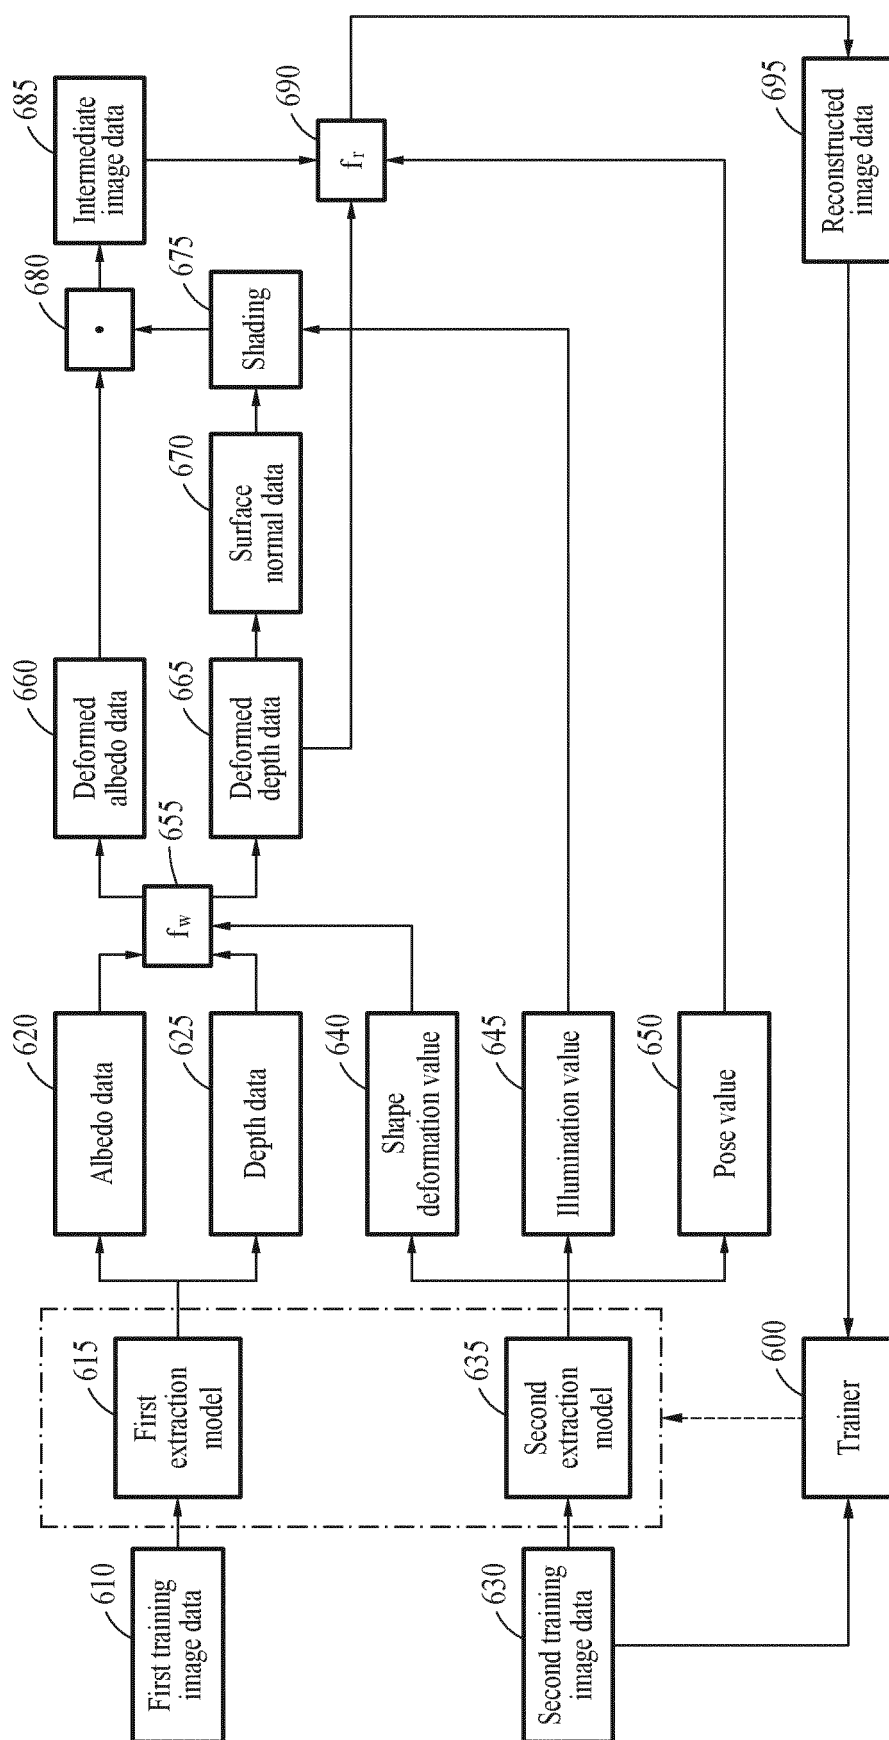 610
First training
image data
615
First
extraction
model
620
Albedo data
625
Depth data
630
Second training
image data
635
Second
extraction
model
640
Shape
deformation value
645
Illumination value
650
Pose value
655
fw
660
Deformed
albedo data
665
Deformed
depth data
670
Surface
normal data
675
Shading
680
685
Intermediate
image data
690
fr
695
Reconstructed
image data
600
Trainer